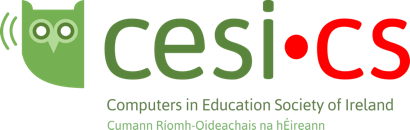 cesi•cs
Computers in Education Society of Ireland
Cumann Ríomh-Oideachais na hÉireann